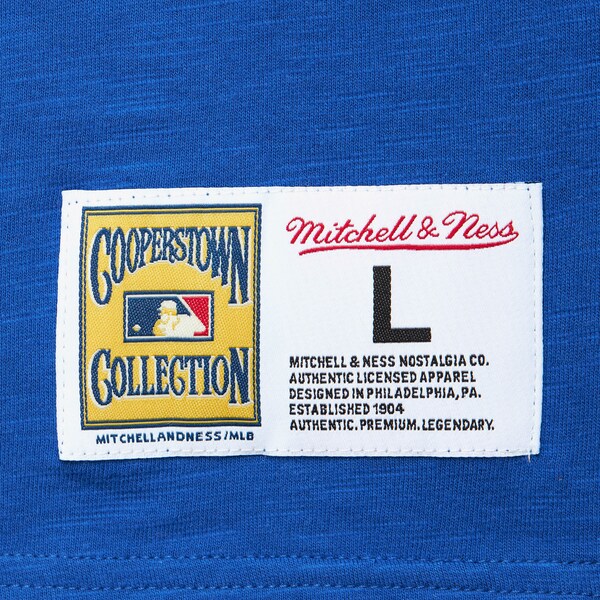 COOPERSTOWN
COLLECTION
MITCHELLANDNESS/MLB
Mitchell & Ness
L
MITCHELL & NESS NOSTALGIA CO.
AUTHENTIC LICENSED APPAREL
DESIGNED IN PHILADELPHIA, PA.
ESTABLISHED 1904
AUTHENTIC. PREMIUM. LEGENDARY.